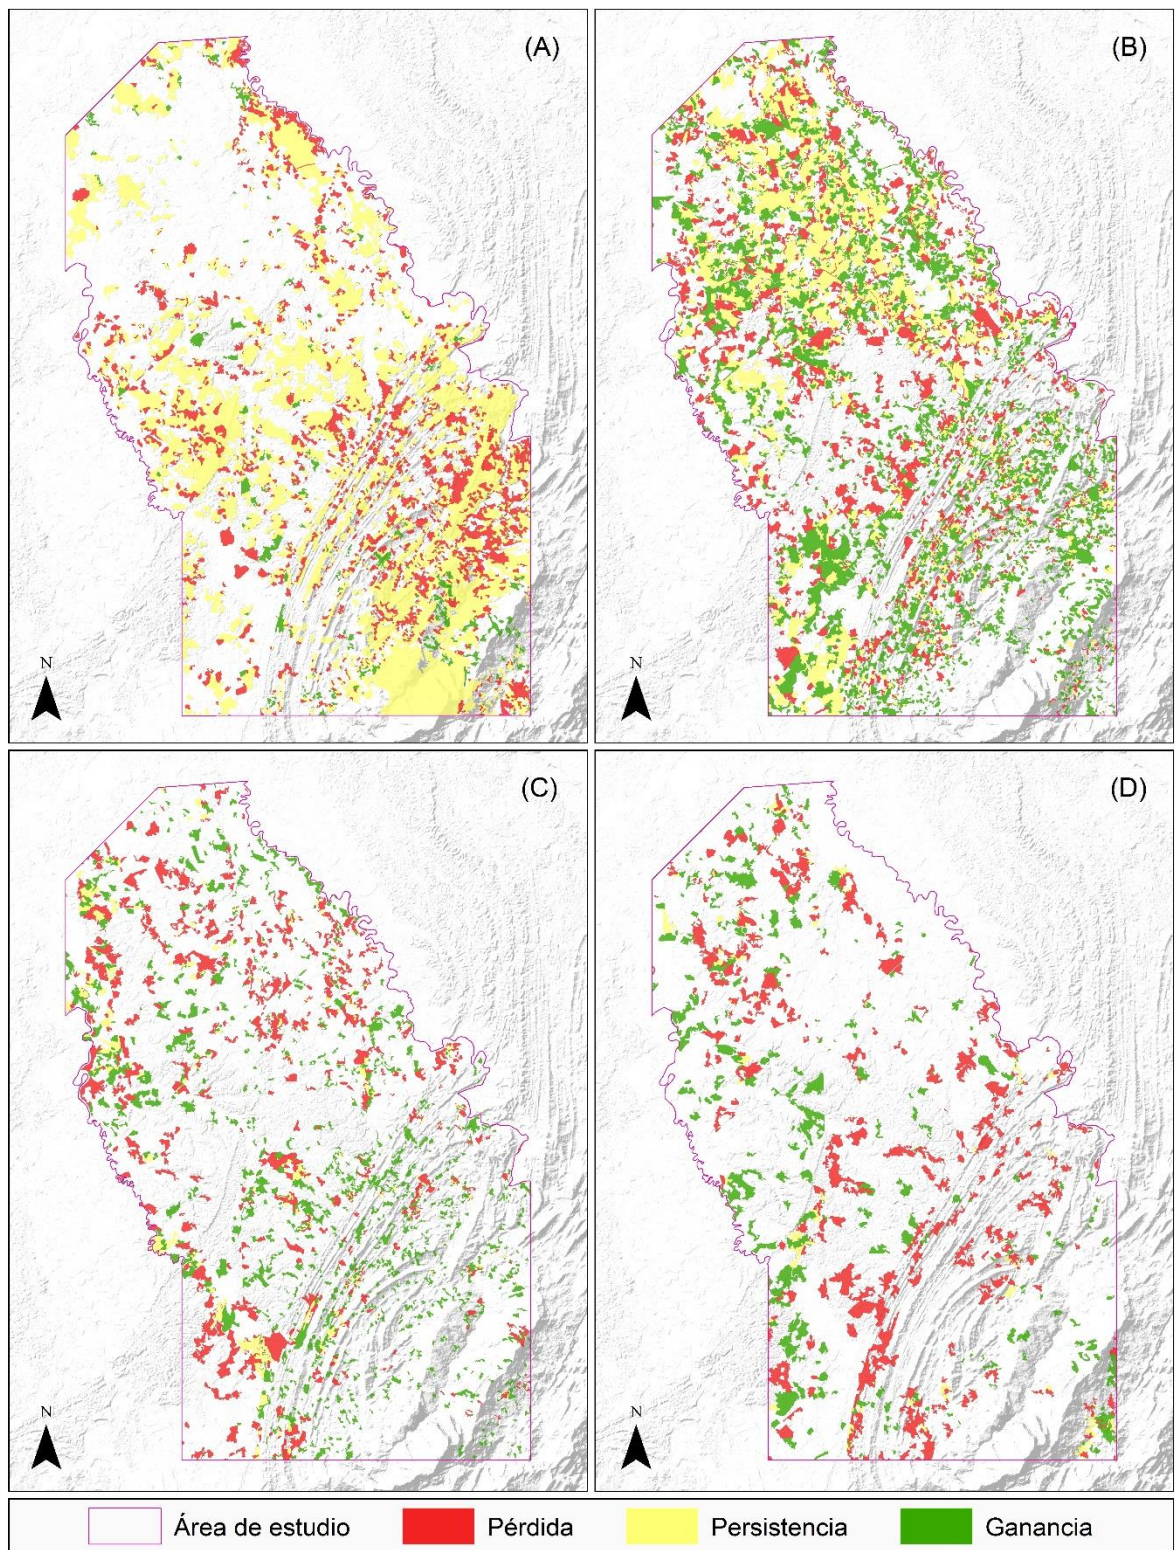 (A)
(B)
N
N
(C)
(D)
N
N
Área de estudio Pérdida Persistencia Ganancia